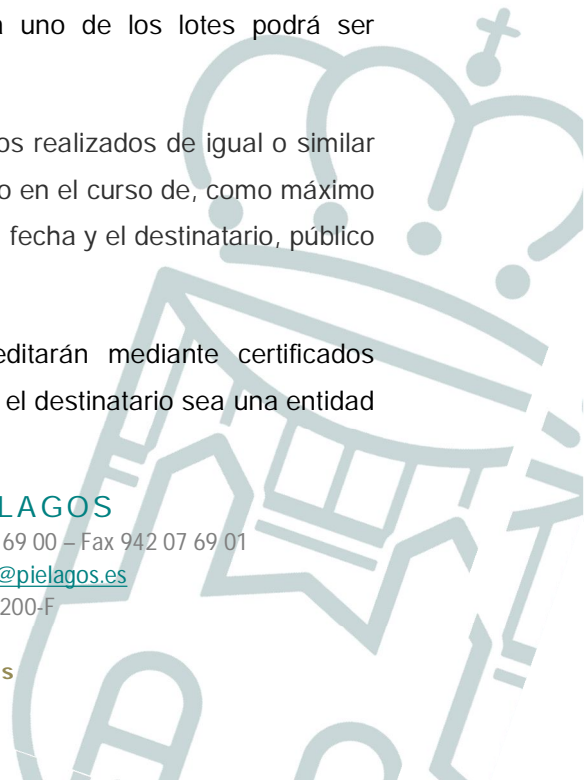 uno de los lotes podrá ser
os realizados de igual o similar
o en el curso de, como máximo
fecha y el destinatario, público
editarán mediante certificados
el destinatario sea una entidad
LAGOS
69 00 – Fax 942 07 69 01
@pielagos.es
200-F
s